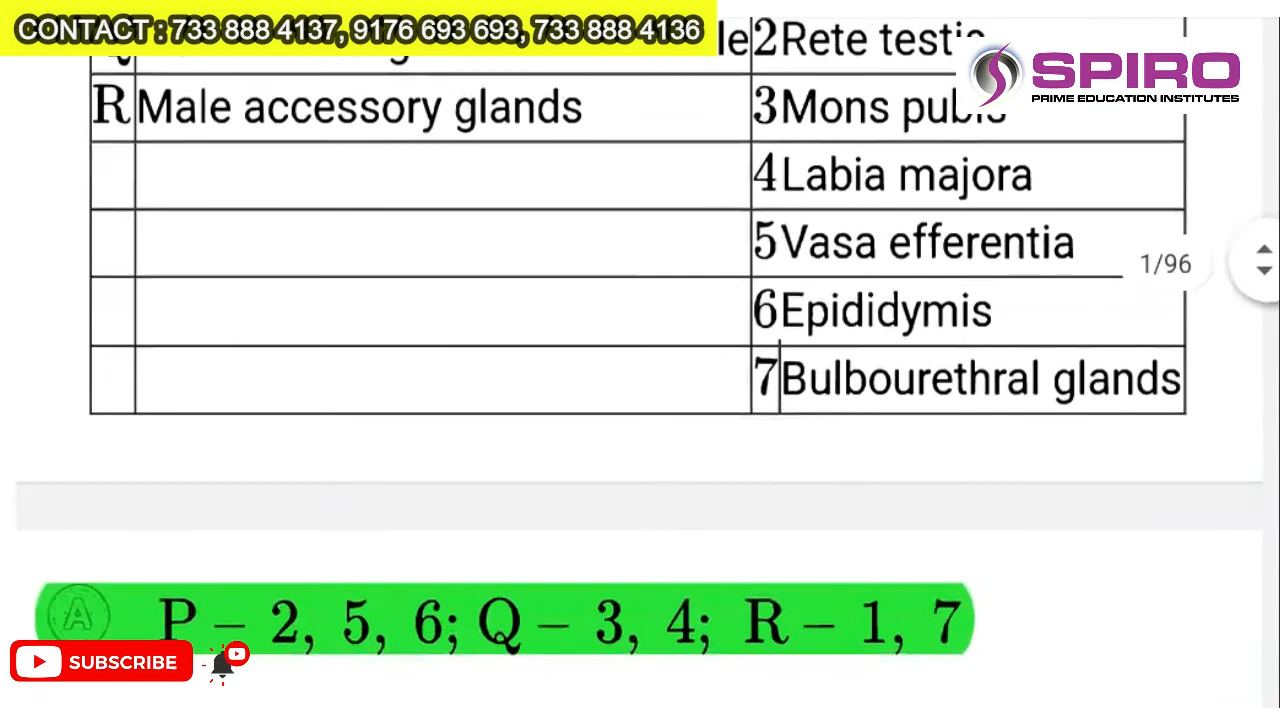 CONTACT : 733 888 4137, 9176 693 693, 733 888 4136
le 2 Rete testis
SPIRO
PRIME EDUCATION INSTITUTES
R Male accessory glands 3 Mons pubis
4 Labia majora
5 Vasa efferentia
1/96
6 Epididymis
7 Bulbourethral glands
A P – 2, 5, 6; Q – 3, 4; R – 1, 7
SUBSCRIBE